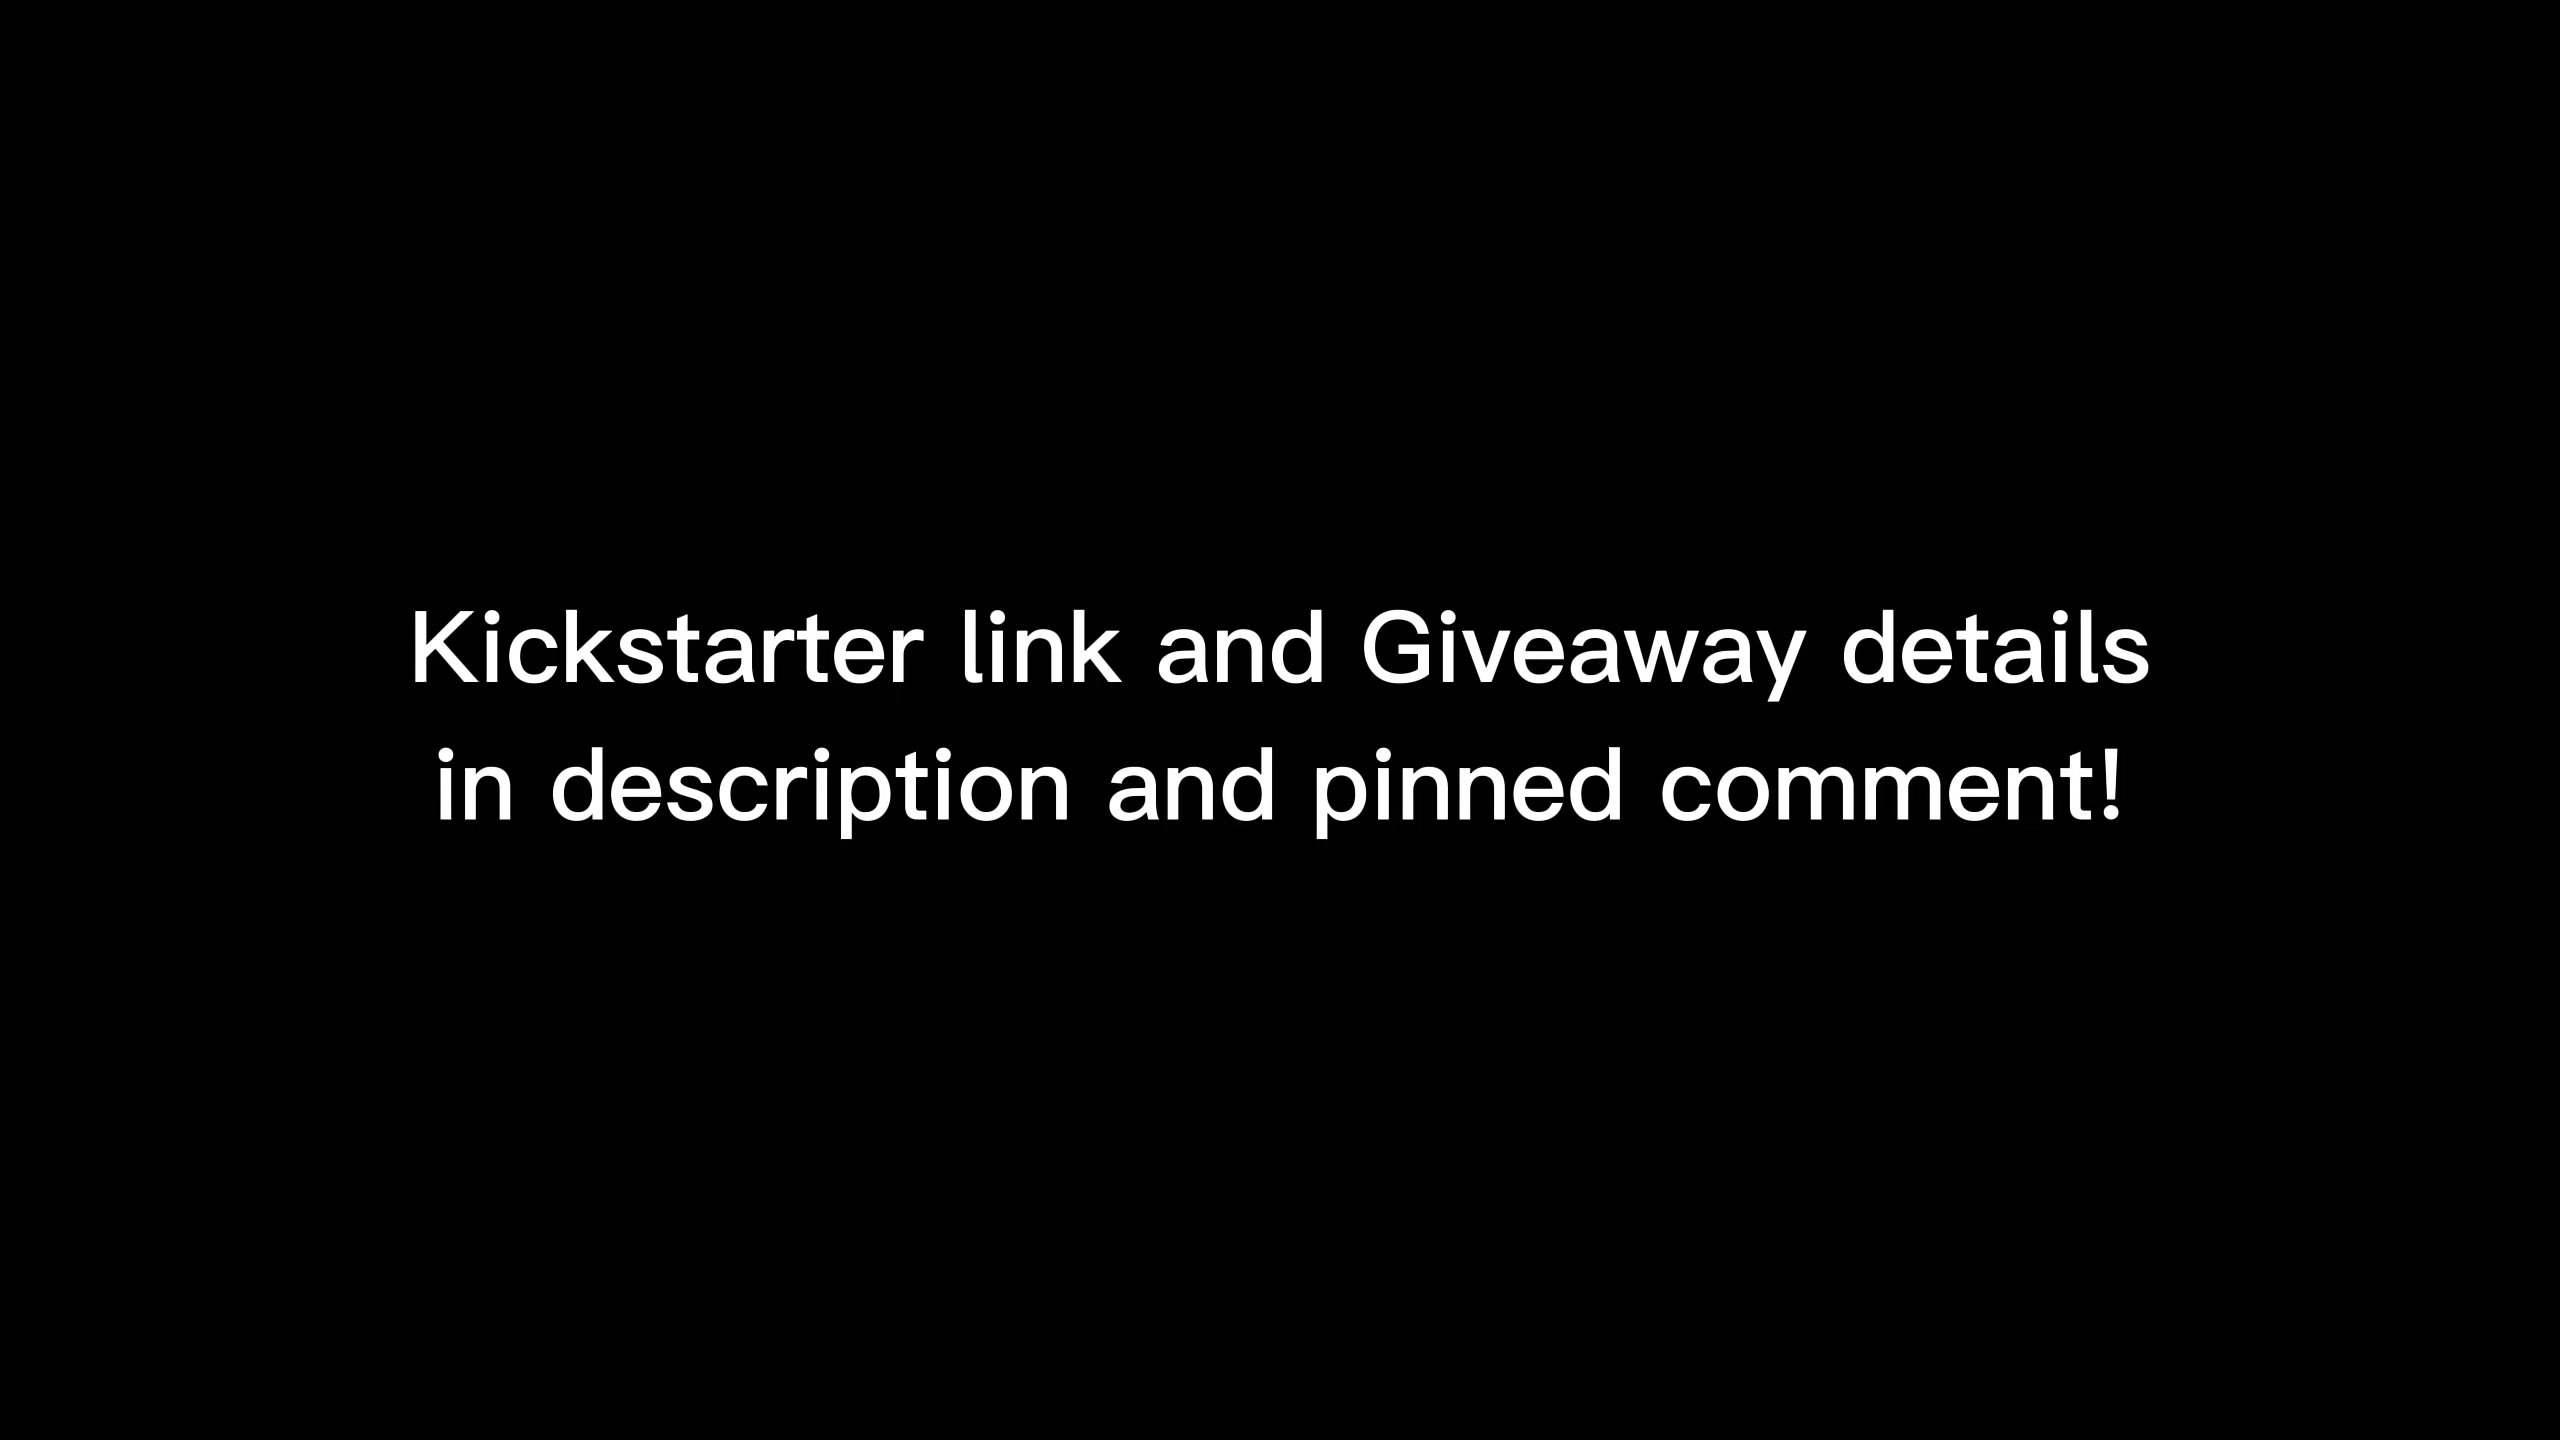 Kickstarter link and Giveaway details
in description and pinned comment!